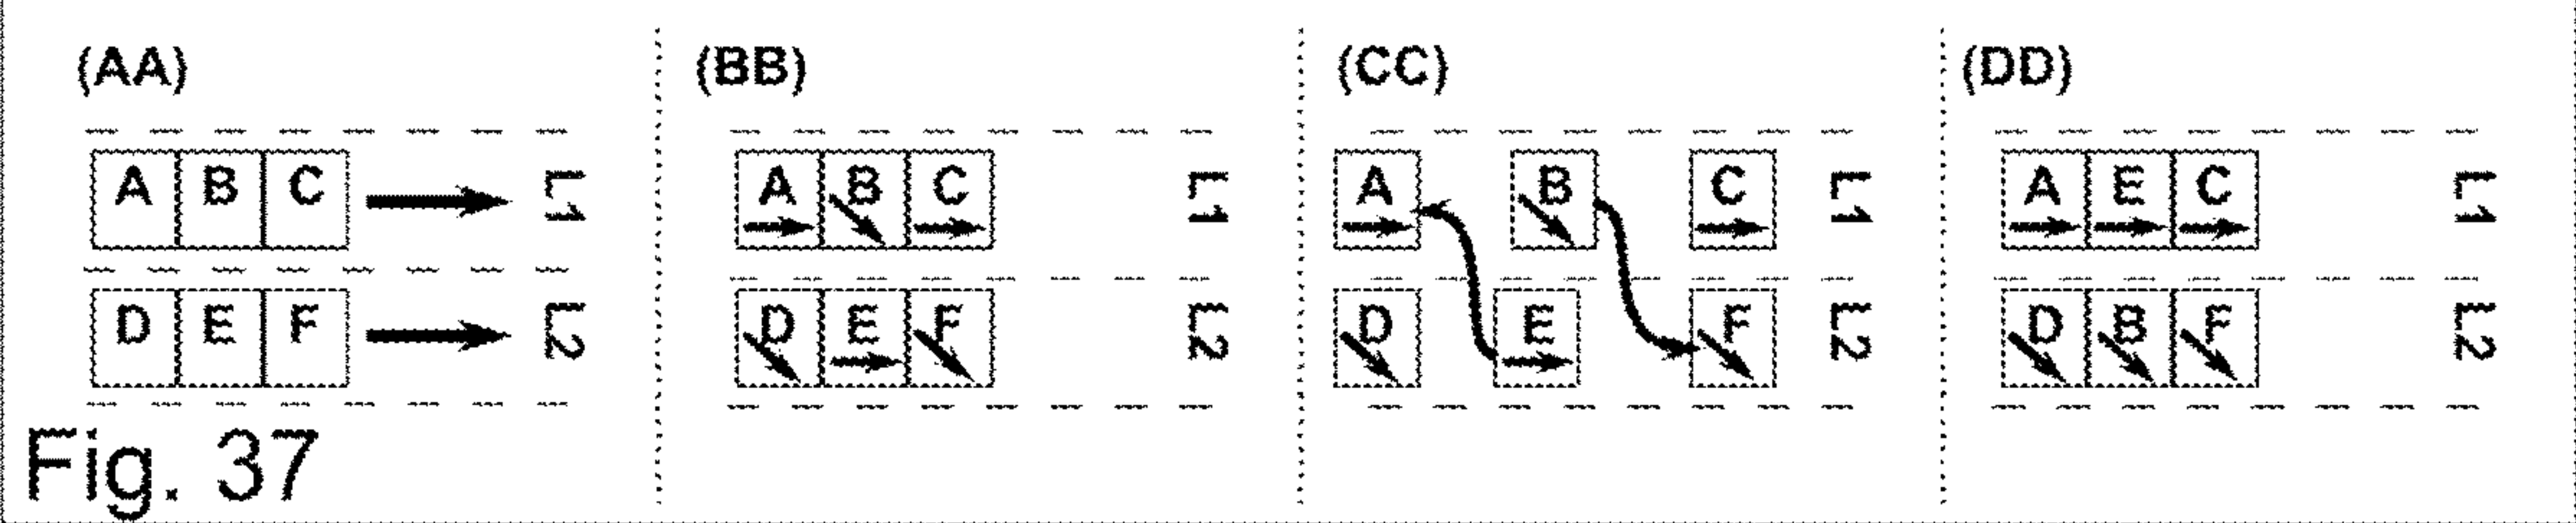 (AA) (BB) (CC) (DD)
A B C L1 A B C L1 A B C L1 A E C L1
D E F L2 D E F L2 D E F L2 D B F L2
Fig. 37